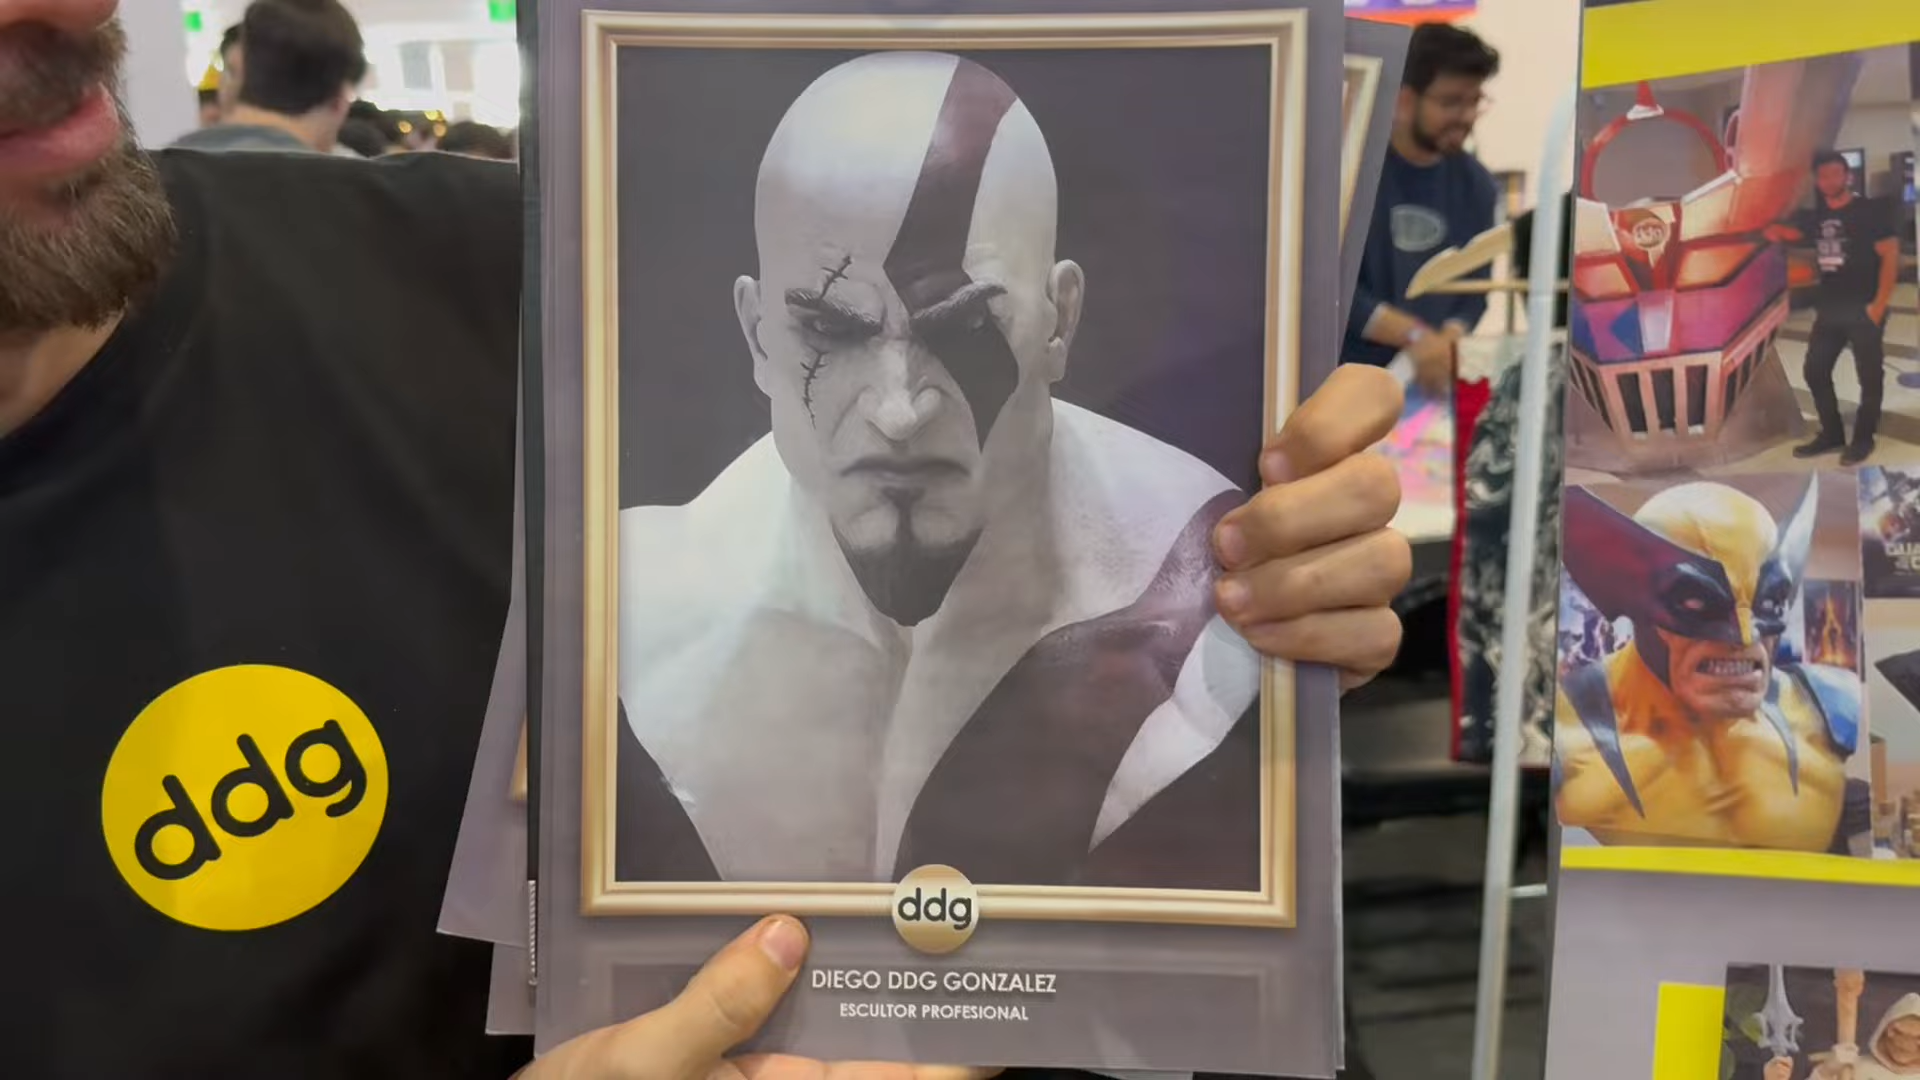 ddg
ddg
DIEGO DDG GONZALEZ
ESCULTOR PROFESIONAL
ddg